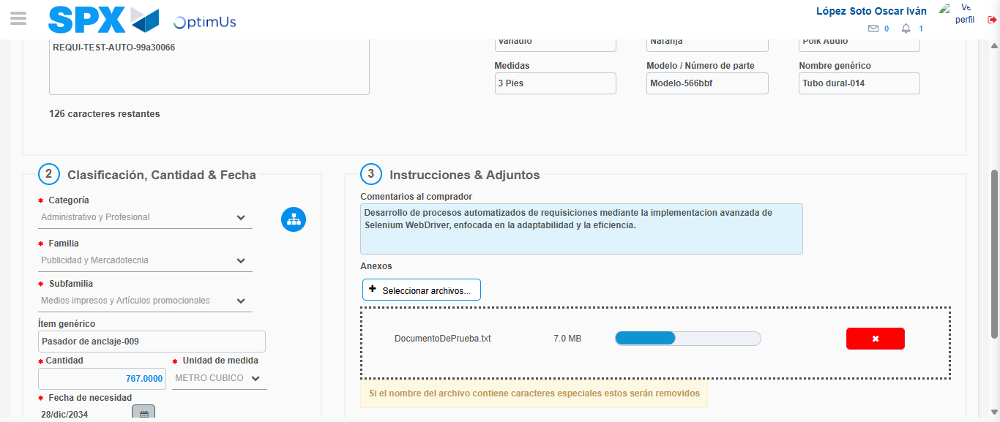 SPX OptimUs
López Soto Oscar Iván
Ve
perfil
0 1
REQUI-TEST-AUTO-99a30066
126 caracteres restantes
Vanadio Naranja Polk Audio
Medidas Modelo / Número de parte Nombre genérico
3 Pies Modelo-566bbf Tubo dural-014
2 Clasificación, Cantidad & Fecha
* Categoría
Administrativo y Profesional
* Familia
Publicidad y Mercadotecnia
* Subfamilia
Medios impresos y Artículos promocionales
Ítem genérico
Pasador de anclaje-009
* Cantidad * Unidad de medida
767.0000 METRO CUBICO
* Fecha de necesidad
28/dic/2034
3 Instrucciones & Adjuntos
Comentarios al comprador
Desarrollo de procesos automatizados de requisiciones mediante la implementacion avanzada de
Selenium WebDriver, enfocada en la adaptabilidad y la eficiencia.
Anexos
+ Seleccionar archivos...
DocumentoDePrueba.txt 7.0 MB
Si el nombre del archivo contiene caracteres especiales estos serán removidos